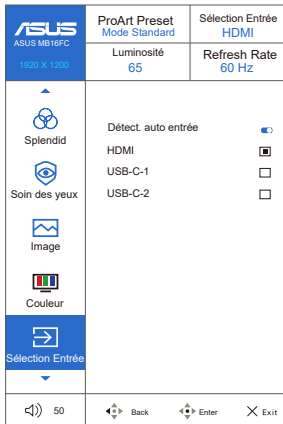 ASUS
ASUS MB16FC
1920 X 1200
ProArt Preset
Mode Standard
Sélection Entrée
HDMI
Luminosité
65
Refresh Rate
60 Hz
Splendid
Soin des yeux
Image
Couleur
Sélection Entrée
Détect. auto entrée
HDMI
USB-C-1
USB-C-2
50
Back
Enter
Exit